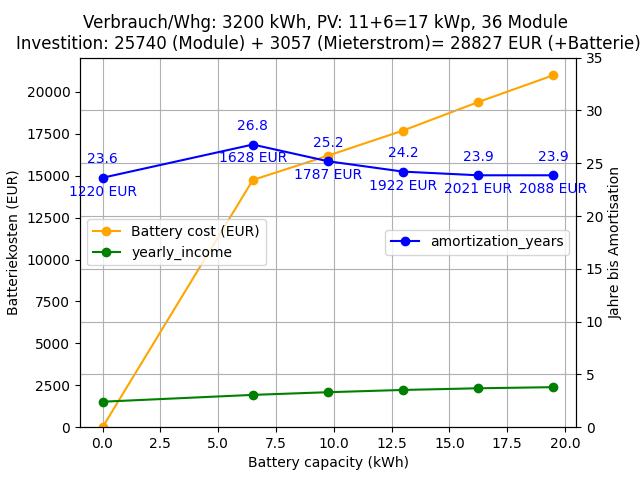 Verbrauch/Whg: 3200 kWh, PV: 11+6=17 kWp, 36 Module
Investition: 25740 (Module) + 3057 (Mieterstrom)= 28827 EUR (+Batterie)
Batteriekosten (EUR)
20000
17500
15000
12500
10000
7500
5000
2500
0
35
30
25
20
15
10
5
0
Jahre bis Amortisation
23.6
26.8
25.2
24.2
23.9
23.9
1220 EUR
1628 EUR
1787 EUR
1922 EUR
2021 EUR
2088 EUR
Battery cost (EUR)
yearly_income
amortization_years
0.0
2.5
5.0
7.5
10.0
12.5
15.0
17.5
20.0
Battery capacity (kWh)